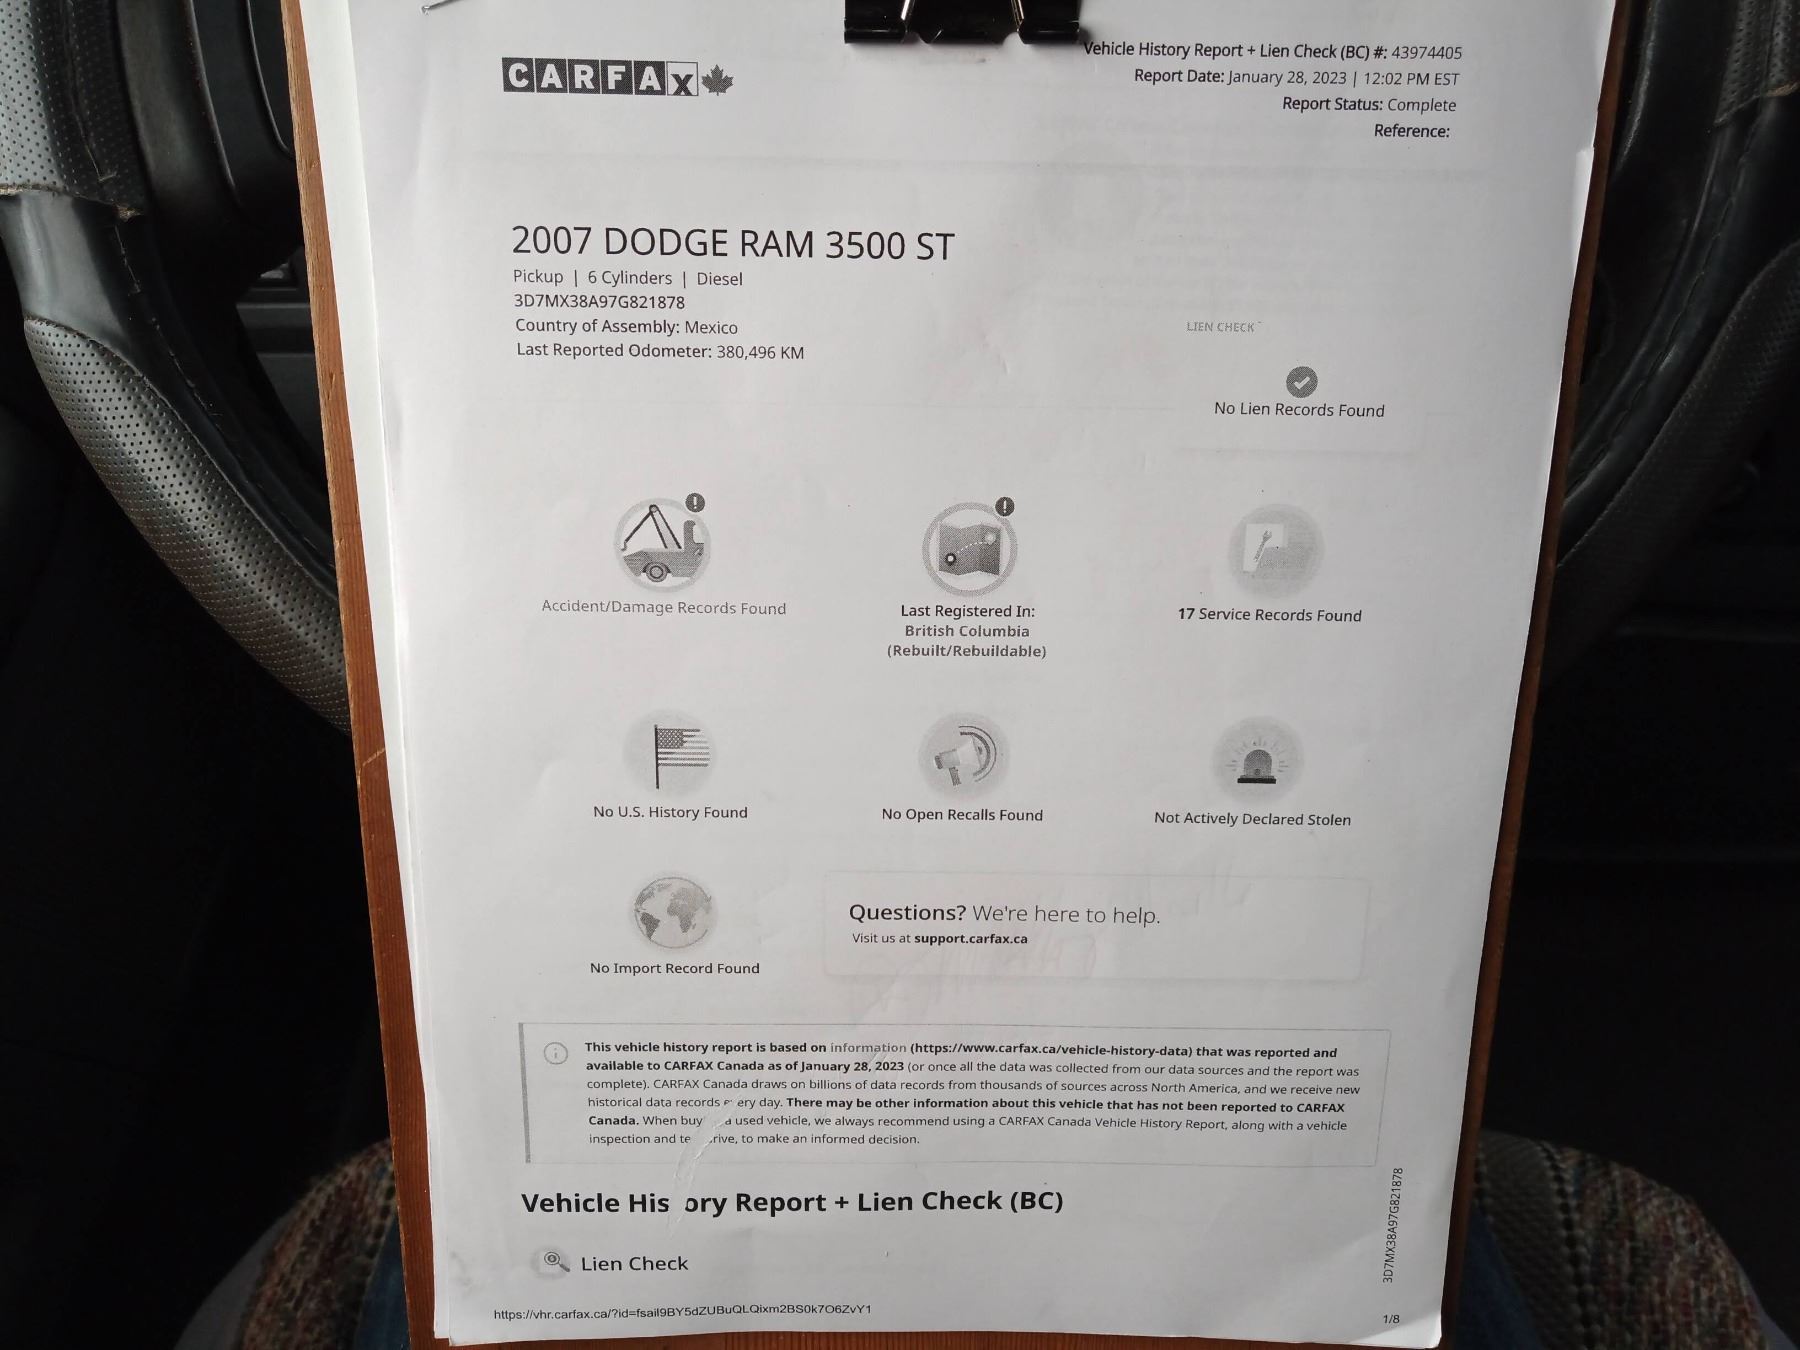 CARFAX
Vehicle History Report + Lien Check (BC) #: 43974405
Report Date: January 28, 2023 | 12:02 PM EST
Report Status: Complete
Reference:
2007 DODGE RAM 3500 ST
Pickup | 6 Cylinders | Diesel
3D7MX38A97G821878
Country of Assembly: Mexico
Last Reported Odometer: 380,496 KM
LIEN CHECK
No Lien Records Found
Accident/Damage Records Found
Last Registered In:
British Columbia
(Rebuilt/Rebuildable)
17 Service Records Found
No U.S. History Found
No Open Recalls Found
Not Actively Declared Stolen
No Import Record Found
Questions? We're here to help.
Visit us at support.carfax.ca
This vehicle history report is based on information (https://www.carfax.ca/vehicle-history-data) that was reported and
available to CARFAX Canada as of January 28, 2023 (or once all the data was collected from our data sources and the report was
complete). CARFAX Canada draws on billions of data records from thousands of sources across North America, and we receive new
historical data records e ery day. There may be other information about this vehicle that has not been reported to CARFAX
Canada. When buy a used vehicle, we always recommend using a CARFAX Canada Vehicle History Report, along with a vehicle
inspection and te rive, to make an informed decision.
Vehicle His ory Report + Lien Check (BC)
Lien Check
3D7MX38A97G821878
https://vhr.carfax.ca/?id=fsail9BY5dZUBuQLQixm2BS0k7O6ZvY1
1/8